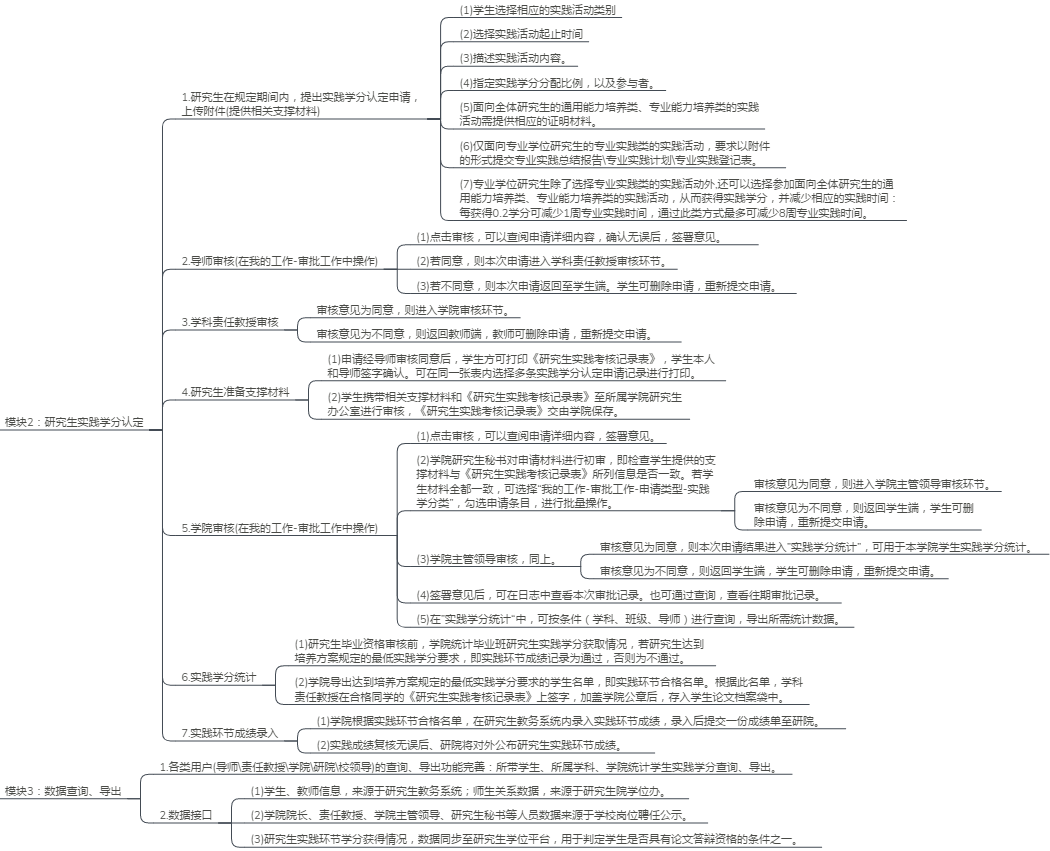 模块2：研究生实践学分认定
1.研究生在规定期间内，提出实践学分认定申请，
上传附件(提供相关支撑材料)
(1)学生选择相应的实践活动类别
(2)选择实践活动起止时间
(3)描述实践活动内容。
(4)指定实践学分分配比例，以及参与者。
(5)面向全体研究生的通用能力培养类、专业能力培养类的实践
活动需提供相应的证明材料。
(6)仅面向专业学位研究生的专业实践类的实践活动，要求以附件
的形式提交专业实践总结报告\专业实践计划\专业实践登记表。
(7)专业学位研究生除了选择专业实践类的实践活动外,还可以选择参加面向全体研究生的通
用能力培养类、专业能力培养类的实践活动，从而获得实践学分，并减少相应的实践时间：
每获得0.2学分可减少1周专业实践时间，通过此类方式最多可减少8周专业实践时间。
2.导师审核(在我的工作-审批工作中操作)
(1)点击审核，可以查阅申请详细内容，确认无误后，签署意见。
(2)若同意，则本次申请进入学科责任教授审核环节。
(3)若不同意，则本次申请返回至学生端。学生可删除申请，重新提交申请。
3.学科责任教授审核
审核意见为同意，则进入学院审核环节。
审核意见为不同意，则返回教师端，教师可删除申请，重新提交申请。
4.研究生准备支撑材料
(1)申请经导师审核同意后，学生方可打印《研究生实践考核记录表》，学生本人
和导师签字确认。可在同一张表内选择多条实践学分认定申请记录进行打印。
(2)学生携带相关支撑材料和《研究生实践考核记录表》至所属学院研究生
办公室进行审核，《研究生实践考核记录表》交由学院保存。
5.学院审核(在我的工作-审批工作中操作)
(1)点击审核，可以查阅申请详细内容，签署意见。
(2)学院研究生秘书对申请材料进行初审，即检查学生提供的支
撑材料与《研究生实践考核记录表》所列信息是否一致。若学
生材料全都一致，可选择“我的工作-审批工作-申请类型-实践
学分类”，勾选申请条目，进行批量操作。
审核意见为同意，则进入学院主管领导审核环节。
审核意见为不同意，则返回学生端，学生可删
除申请，重新提交申请。
(3)学院主管领导审核，同上。
审核意见为同意，则本次申请结果进入“实践学分统计”，可用于本学院学生实践学分统计。
审核意见为不同意，则返回学生端，学生可删除申请，重新提交申请。
(4)签署意见后，可在日志中查看本次审批记录。也可通过查询，查看往期审批记录。
(5)在“实践学分统计”中，可按条件（学科、班级、导师）进行查询，导出所需统计数据。
6.实践学分统计
(1)研究生毕业资格审核前，学院统计毕业班研究生实践学分获取情况，若研究生达到
培养方案规定的最低实践学分要求，即实践环节成绩记录为通过，否则为不通过。
(2)学院导出达到培养方案规定的最低实践学分要求的学生名单，即实践环节合格名单。根据此名单，学科
责任教授在合格同学的《研究生实践考核记录表》上签字，加盖学院公章后，存入学生论文档案袋中。
7.实践环节成绩录入
(1)学院根据实践环节合格名单，在研究生教务系统内录入实践环节成绩，录入后提交一份成绩单至研院。
(2)实践成绩复核无误后、研院将对外公布研究生实践环节成绩。
模块3：数据查询、导出
1.各类用户(导师\责任教授\学院\研院\校领导)的查询、导出功能完善：所带学生、所属学科、学院统计学生实践学分查询、导出。
2.数据接口
(1)学生、教师信息，来源于研究生教务系统；师生关系数据，来源于研究生院学位办。
(2)学院院长、责任教授、学院主管领导、研究生秘书等人员数据来源于学校岗位聘任公示。
(3)研究生实践环节学分获得情况，数据同步至研究生学位平台，用于判定学生是否具有论文答辩资格的条件之一。